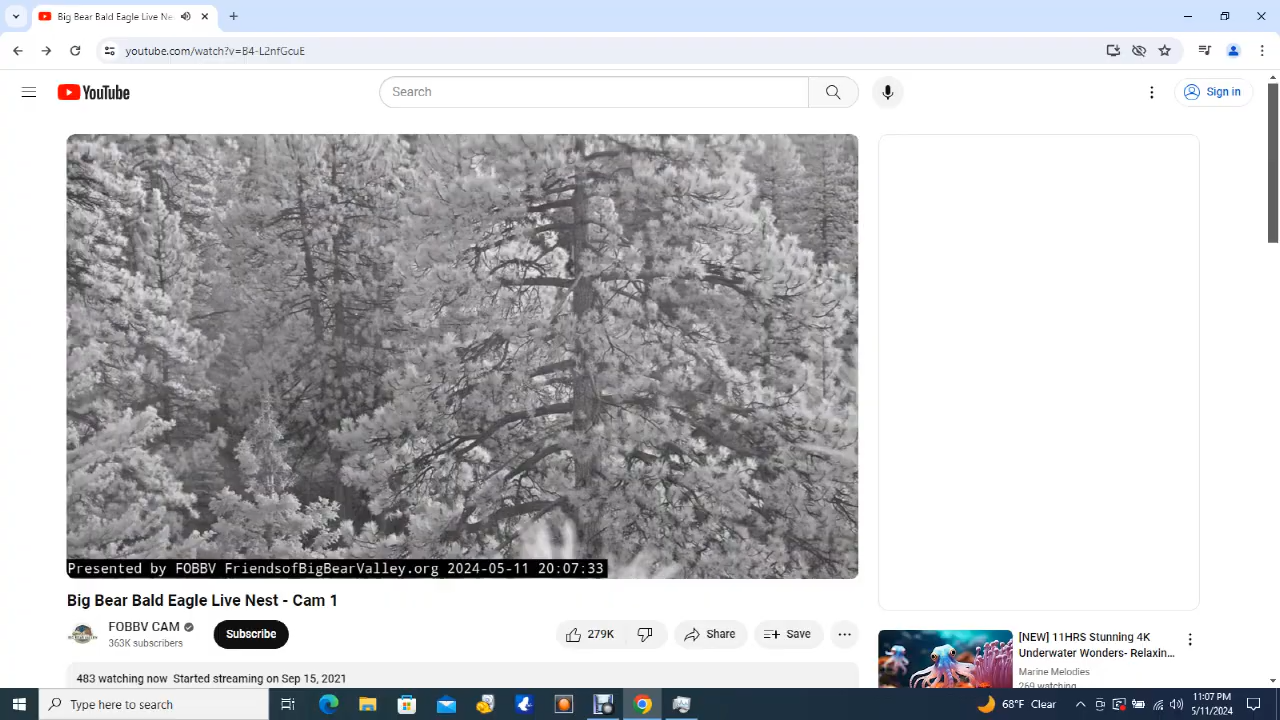 Big Bear Bald Eagle Live Ne
youtube.com/watch?v=B4-L2nfGcuE
YouTube
Search
Sign in
Presented by FOBBV FriendsofBigBearValley.org 2024-05-11 20:07:33
Big Bear Bald Eagle Live Nest - Cam 1
FOBBV CAM
363K subscribers
Subscribe
279K
Share
Save
483 watching now Started streaming on Sep 15, 2021
[NEW] 11HRS Stunning 4K
Underwater Wonders- Relaxin...
Marine Melodies
269 watching
Type here to search
68°F Clear
11:07 PM
5/11/2024